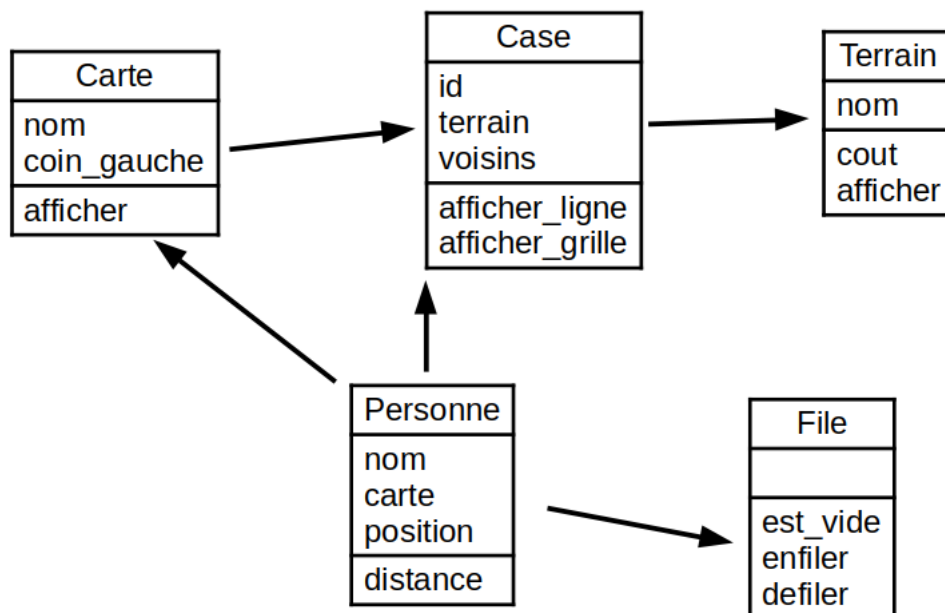 Carte
nom
coin_gauche
afficher
Case
id
terrain
voisins
afficher_ligne
afficher_grille
Terrain
nom
cout
afficher
Personne
nom
carte
position
distance
File
est_vide
enfiler
defiler